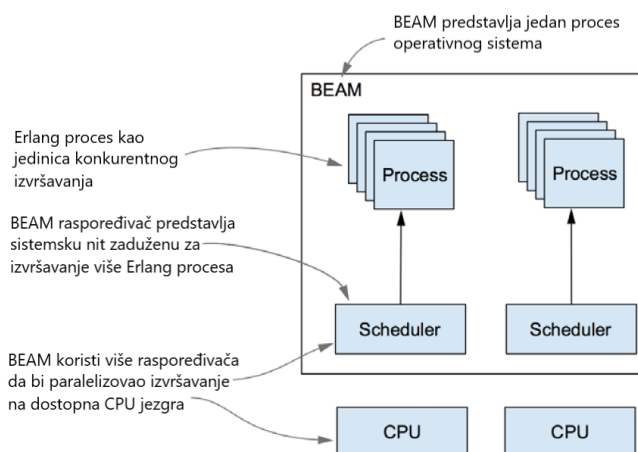 BEAM predstavlja jedan proces
operativnog sistema
BEAM
Erlang proces kao
jedinica konkurentnog
izvršavanja
Process
Process
BEAM raspoređivač predstavlja
sistemsku nit zaduženu za
izvršavanje više Erlang procesa
Scheduler
Scheduler
BEAM koristi više raspoređivača
da bi paralelizovao izvršavanje
na dostopna CPU jezgra
CPU
CPU